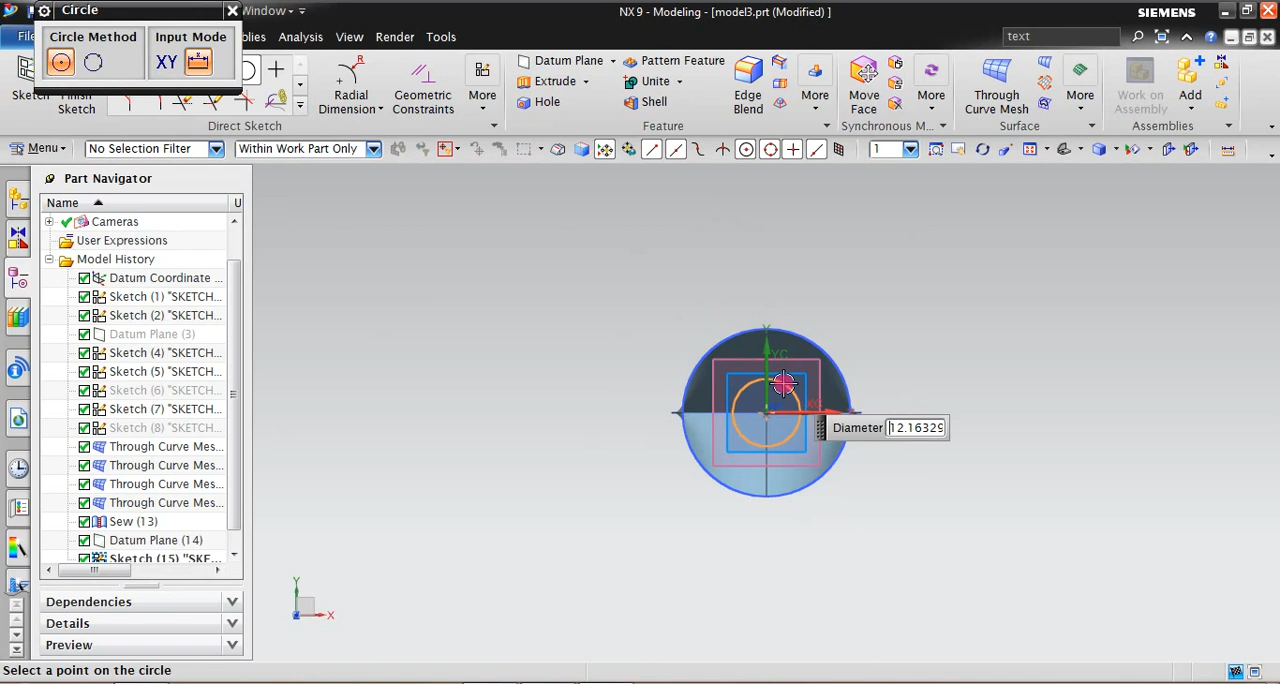 Circle
Window
NX 9 - Modeling - [model3.prt (Modified) ]
SIEMENS
Circle Method
Input Mode
XY
Analysis
View
Render
Tools
text
Sketch
Sketch
Radial
Dimension
Geometric
Constraints
More
Direct Sketch
Datum Plane
Extrude
Hole
Pattern Feature
Unite
Shell
Edge
Blend
More
Feature
Move
Face
More
Synchronous M...
Through
Curve Mesh
More
Surface
Work on
Assembly
Add
Assemblies
Menu
No Selection Filter
Within Work Part Only
1
Part Navigator
Name
U
Cameras
User Expressions
Model History
Datum Coordinate ...
Sketch (1) "SKETCH...
Sketch (2) "SKETCH...
Datum Plane (3)
Sketch (4) "SKETCH...
Sketch (5) "SKETCH...
Sketch (6) "SKETCH...
Sketch (7) "SKETCH...
Sketch (8) "SKETCH...
Through Curve Mes...
Through Curve Mes...
Through Curve Mes...
Through Curve Mes...
Sew (13)
Datum Plane (14)
Sketch (15) "SKE...
Dependencies
Details
Preview
Y
YC
XC
Diameter 12.16329
Y
X
Select a point on the circle